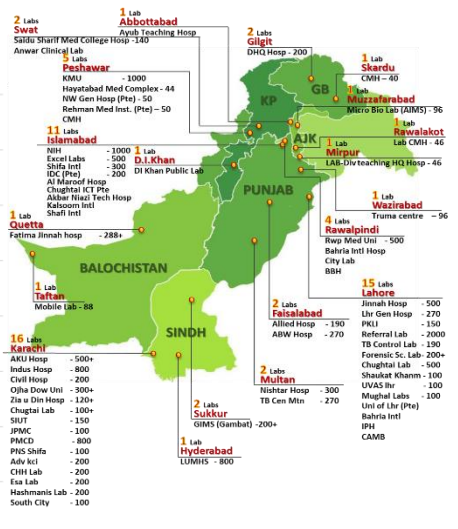 2 Labs
Swat
Saidu Sharif Med College Hosp -140
Anwar Clinical Lab
1 Lab
Abbottabad
Ayub Teaching Hosp
2 Labs
Gilgit
DHQ Hosp - 200
1 Lab
Skardu
CMH – 40
5 Labs
Peshawar
KMU - 1000
Hayatabad Med Complex - 44
NW Gen Hosp (Pte) - 50
Rehman Med Inst. (Pte) – 50
CMH
1 Lab
Muzzafarabad
Micro Bio Lab (AIMS) - 96
1 Lab
Rawalakot
Lab CMH - 46
1 Lab
Mirpur
LAB-Div teaching HQ Hosp - 46
11 Labs
Islamabad
NIH - 1000
Excel Labs - 500
Shifa Intl - 300
IDC (Pte) - 200
Al Maroof Hosp
Chughtai ICT Pte
Akbar Niazi Tech Hosp
Kalsoom Intl
Shafi Intl
1 Lab
D.I.Khan
DI Khan Public Lab
1 Lab
Wazirabad
Truma centre – 96
4 Labs
Rawalpindi
Rwp Med Uni - 500
Bahria Intl Hosp
City Lab
BBH
1 Lab
Quetta
Fatima Jinnah hosp - 288+
1 Lab
Taftan
Mobile Lab - 88
KP
GB
AJK
PUNJAB
BALOCHISTAN
SINDH
15 Labs
Lahore
Jinnah Hosp - 500
Lhr Gen Hosp - 270
PKLI - 150
Referral Lab - 2000
TB Control Lab - 190
Forensic Sc. Lab - 200+
Chughtai Lab - 500
Shaukat Khanm - 100
UVAS lhr - 100
Mughal Labs - 100
Uni of Lhr (Pte)
Bahria Intl
IPH
CAMB
2 Labs
Faisalabad
Allied Hosp - 190
ABW Hosp - 270
2 Labs
Multan
Nishtar Hosp - 300
TB Cen Mtn - 270
16 Labs
Karachi
AKU Hosp - 500+
Indus Hosp - 800
Civil Hosp - 200
Ojha Dow Uni - 300+
Zia u Din Hosp - 120+
Chugtai Lab - 100+
SIUT - 150
JPMC - 100
PMCD - 800
PNS Shifa - 100
Adv kci - 200
CHH Lab - 200
Esa Lab - 200
Hashmanis Lab - 200
South City - 100
2 Labs
Sukkur
GIMS (Gambat) -200+
1 Lab
Hyderabad
LUMHS - 800